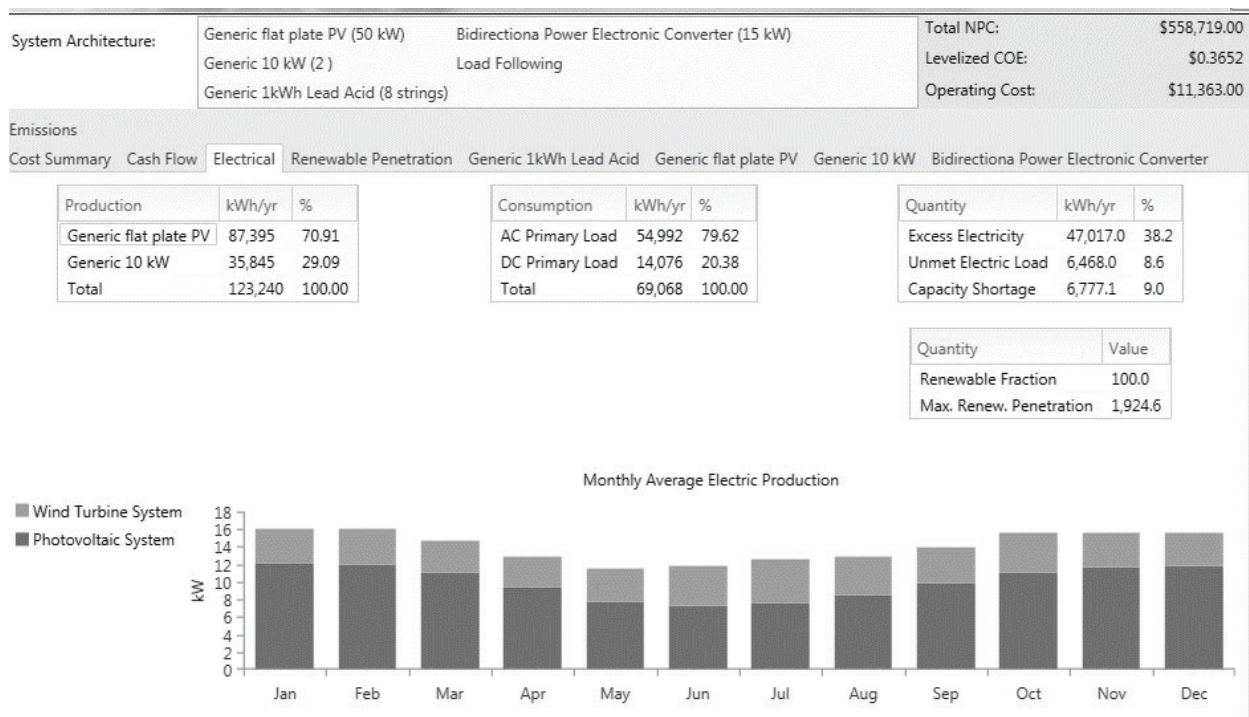 System Architecture:
Generic flat plate PV (50 kW) Bidirectiona Power Electronic Converter (15 kW)
Generic 10 kW (2 ) Load Following
Generic 1kWh Lead Acid (8 strings)
Total NPC: $558,719.00
Levelized COE: $0.3652
Operating Cost: $11,363.00
Emissions
Cost Summary Cash Flow Electrical Renewable Penetration Generic 1kWh Lead Acid Generic flat plate PV Generic 10 kW Bidirectiona Power Electronic Converter
Production kWh/yr %
Generic flat plate PV 87,395 70.91
Generic 10 kW 35,845 29.09
Total 123,240 100.00
Consumption kWh/yr %
AC Primary Load 54,992 79.62
DC Primary Load 14,076 20.38
Total 69,068 100.00
Quantity kWh/yr %
Excess Electricity 47,017.0 38.2
Unmet Electric Load 6,468.0 8.6
Capacity Shortage 6,777.1 9.0
Quantity Value
Renewable Fraction 100.0
Max. Renew. Penetration 1,924.6
Monthly Average Electric Production
Wind Turbine System
Photovoltaic System
kW
18
16
14
12
10
8
6
4
2
0
Jan Feb Mar Apr May Jun Jul Aug Sep Oct Nov Dec